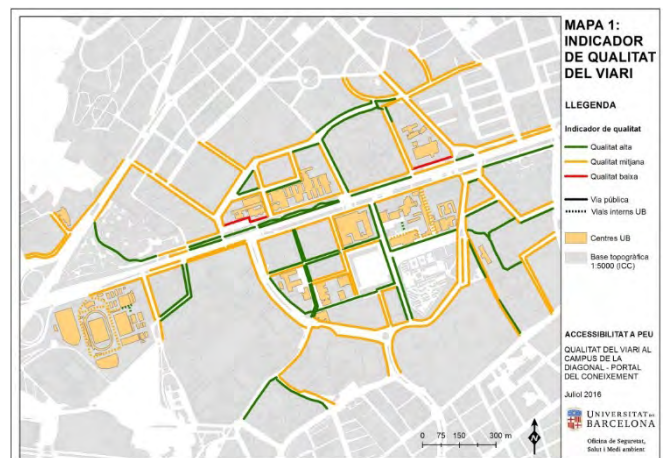 MAPA 1:
INDICADOR
DE QUALITAT
DEL VIARI
LLEGENDA
Indicador de qualitat
Qualitat alta
Qualitat mitjana
Qualitat baixa
Via pública
Vials interns UB
Centres UB
Base topogràfica
1:5000 (ICC)
ACCESSIBILITAT A PEU
QUALITAT DEL VIARI AL
CAMPUS DE LA
DIAGONAL - PORTAL
DEL CONEIXEMENT
Juliol 2016
UNIVERSITAT DE
BARCELONA
Oficina de Seguretat,
Salut i Medi ambient
0 75 150 300 m
N